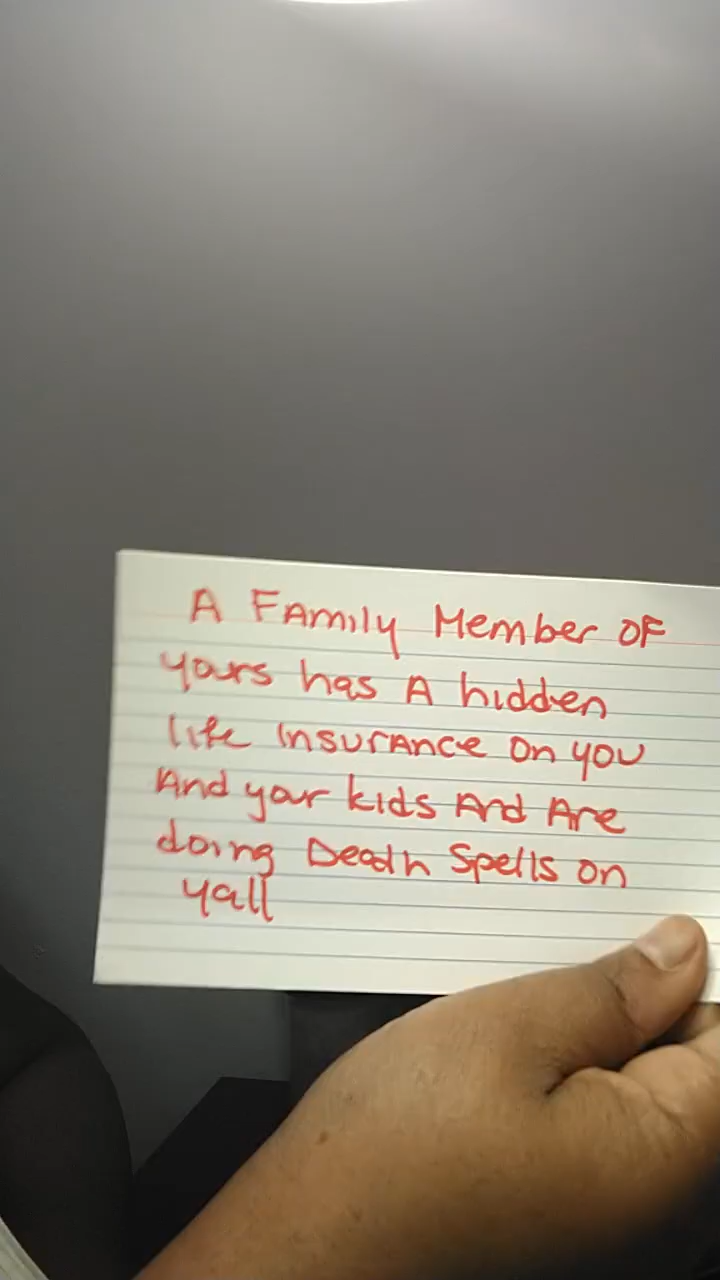 A Family Member OF
yours has A hidden
life Insurance on you
And your kids And Are
doing Death Spells on
yall